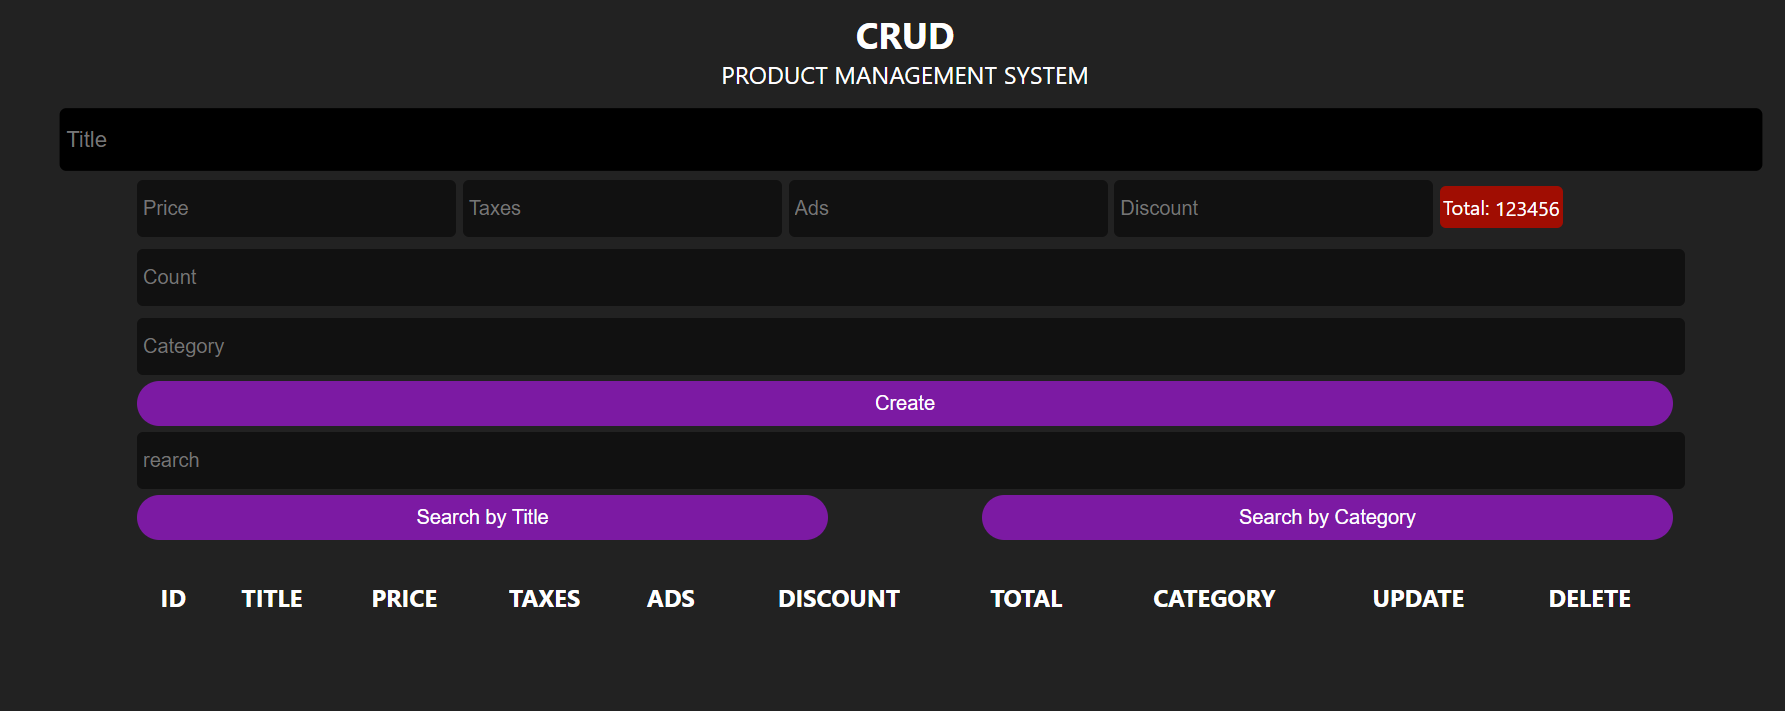 CRUD
PRODUCT MANAGEMENT SYSTEM
Title
Price Taxes Ads Discount Total: 123456
Count
Category
Create
rearch
Search by Title Search by Category
ID TITLE PRICE TAXES ADS DISCOUNT TOTAL CATEGORY UPDATE DELETE